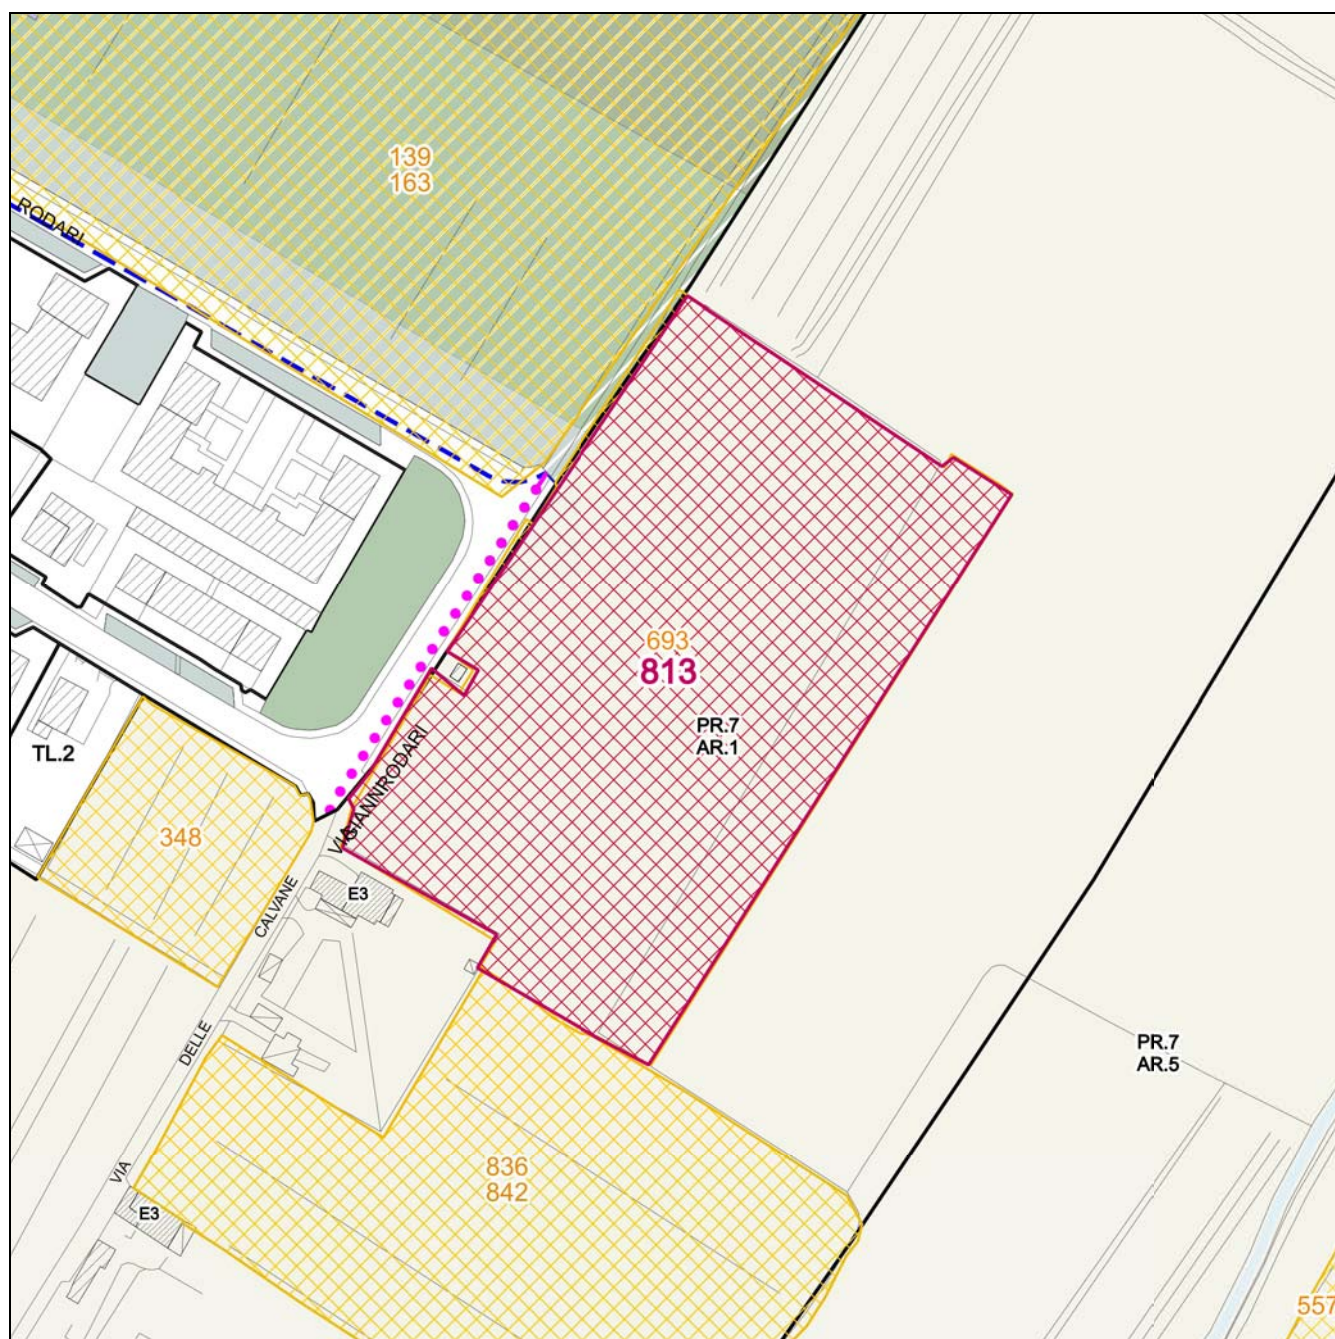 139
163
RODARI
693
813
PR.7
AR.1
TL.2
VIA
GIANNI RODARI
348
E3
CALVANE
DELLE
PR.7
AR.5
836
842
VIA
E3
557